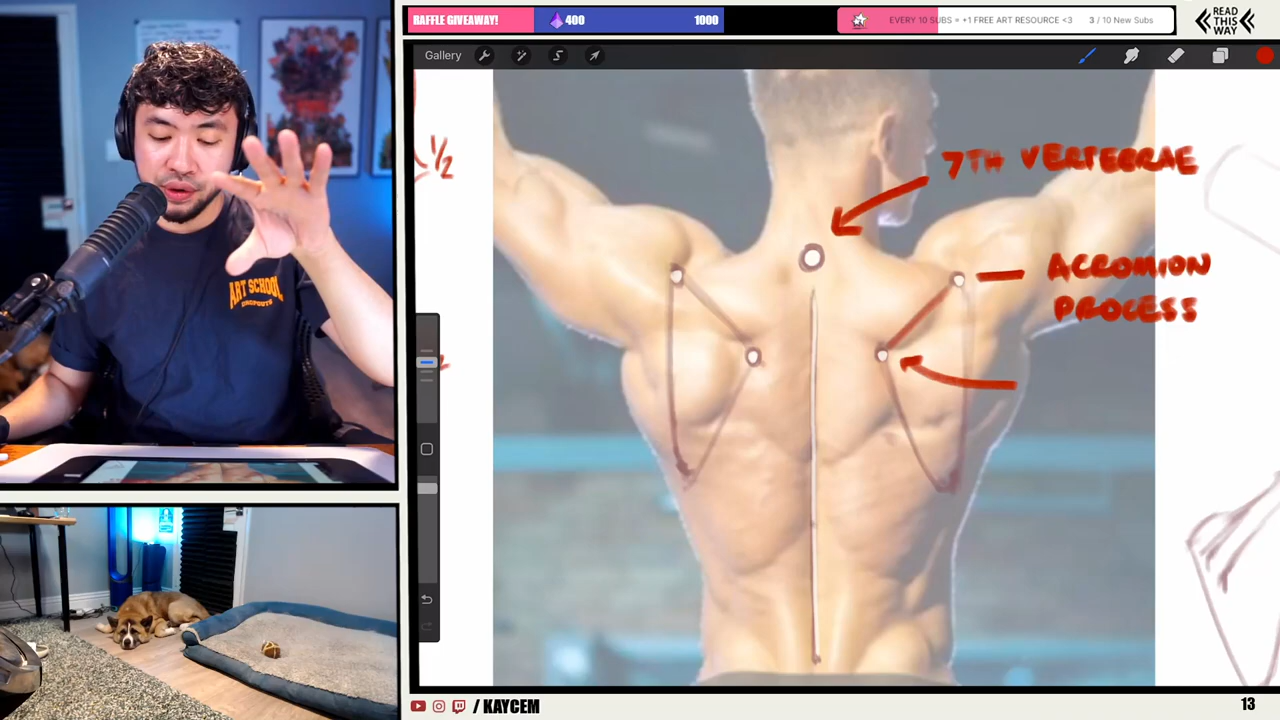 RAFFLE GIVEAWAY!
400
1000
EVERY 10 SUBS = +1 FREE ART RESOURCE <3
3 / 10 New Subs
READ
THIS
WAY
Gallery
1/2
7TH VERTEBRAE
ACROMION
PROCESS
ART SCHOOL
DROPOUTS
/ KAYCEM
13